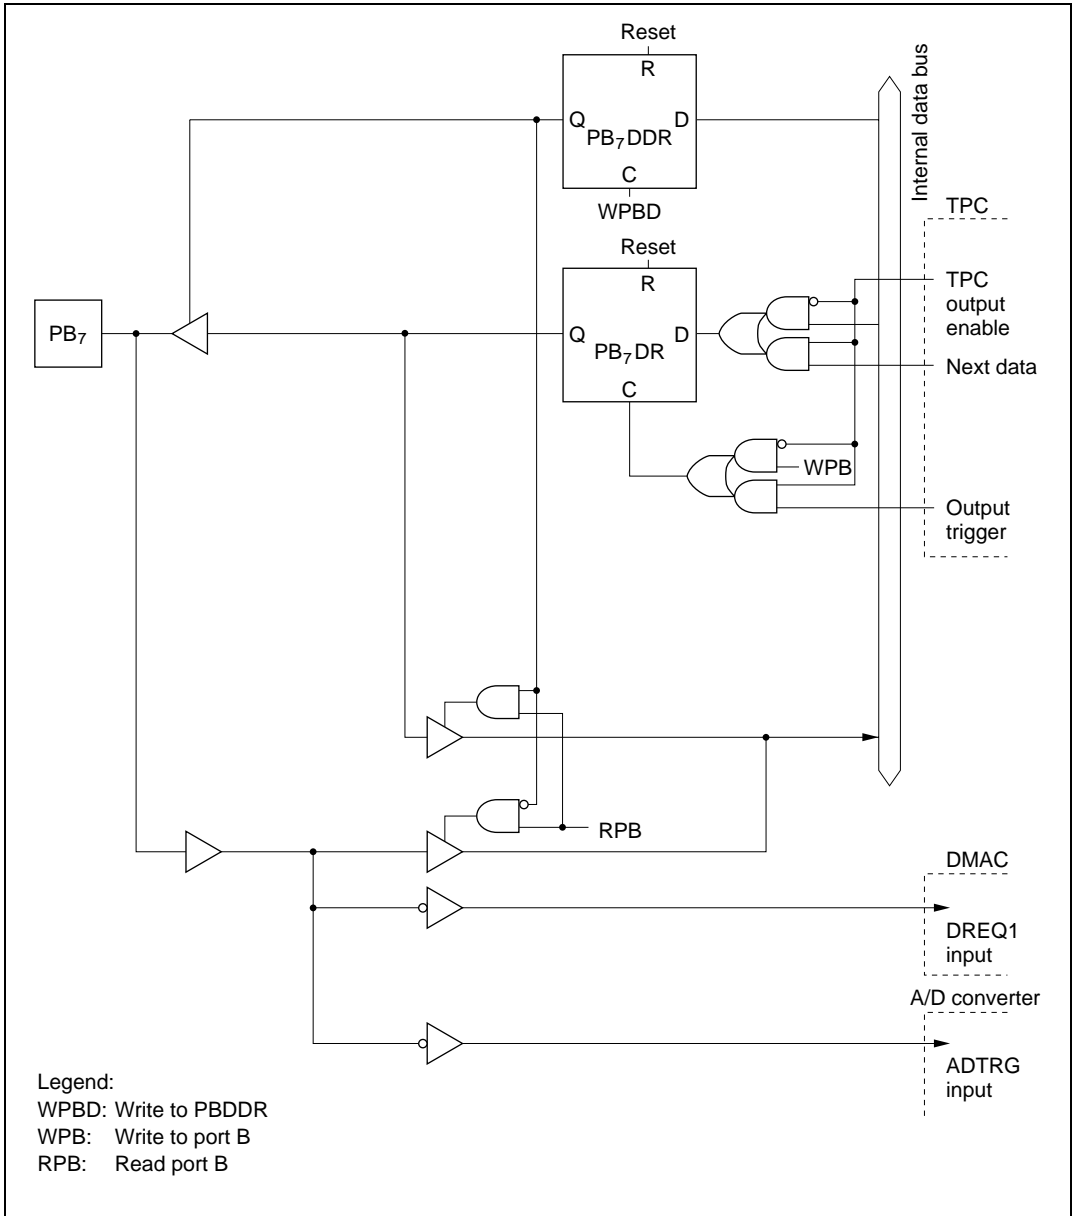 Reset
R
Internal data bus
Q
D
PB7DDR
C
WPBD
TPC
Reset
R
TPC
output
enable
PB7
Q
D
PB7DR
C
Next data
WPB
Output
trigger
RPB
DMAC
DREQ1
input
A/D converter
ADTRG
input
Legend:
WPBD: Write to PBDDR
WPB: Write to port B
RPB: Read port B